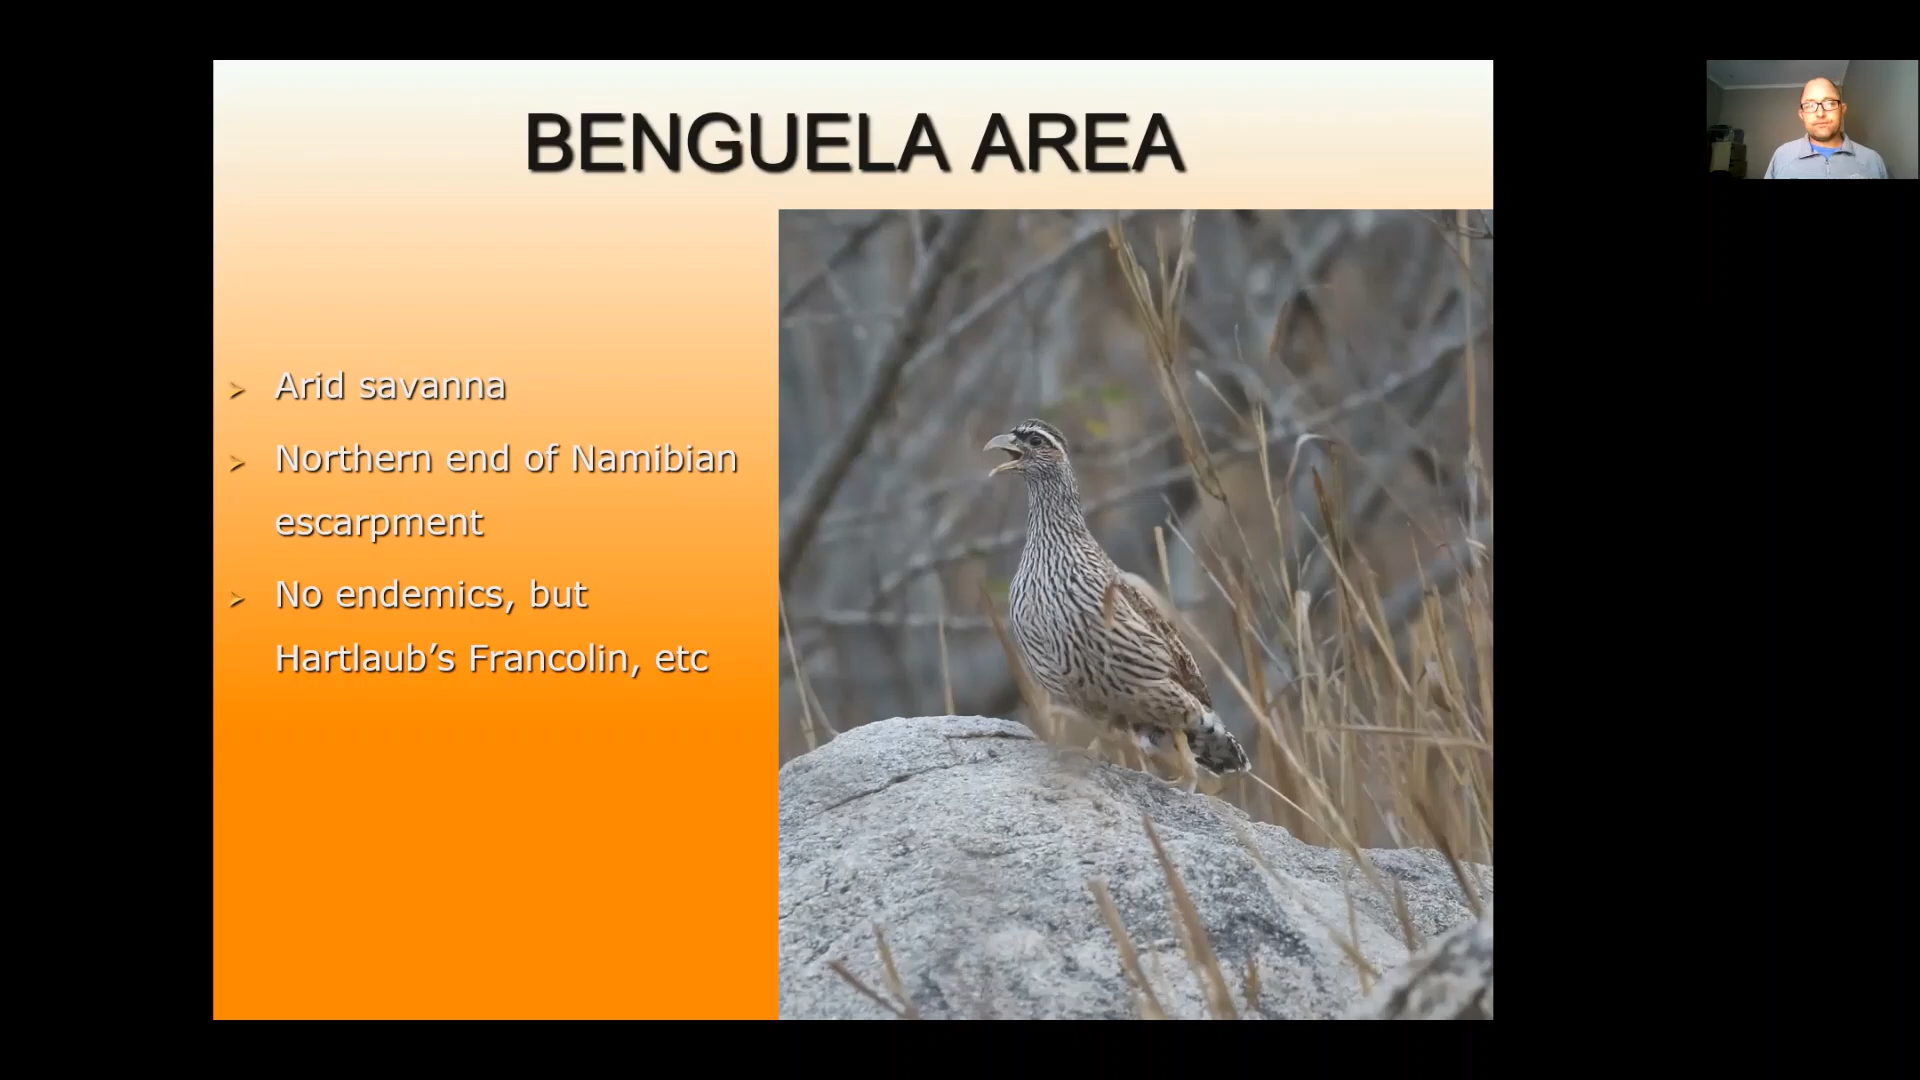 BENGUELA AREA
Arid savanna
Northern end of Namibian
escarpment
No endemics, but
Hartlaub’s Francolin, etc